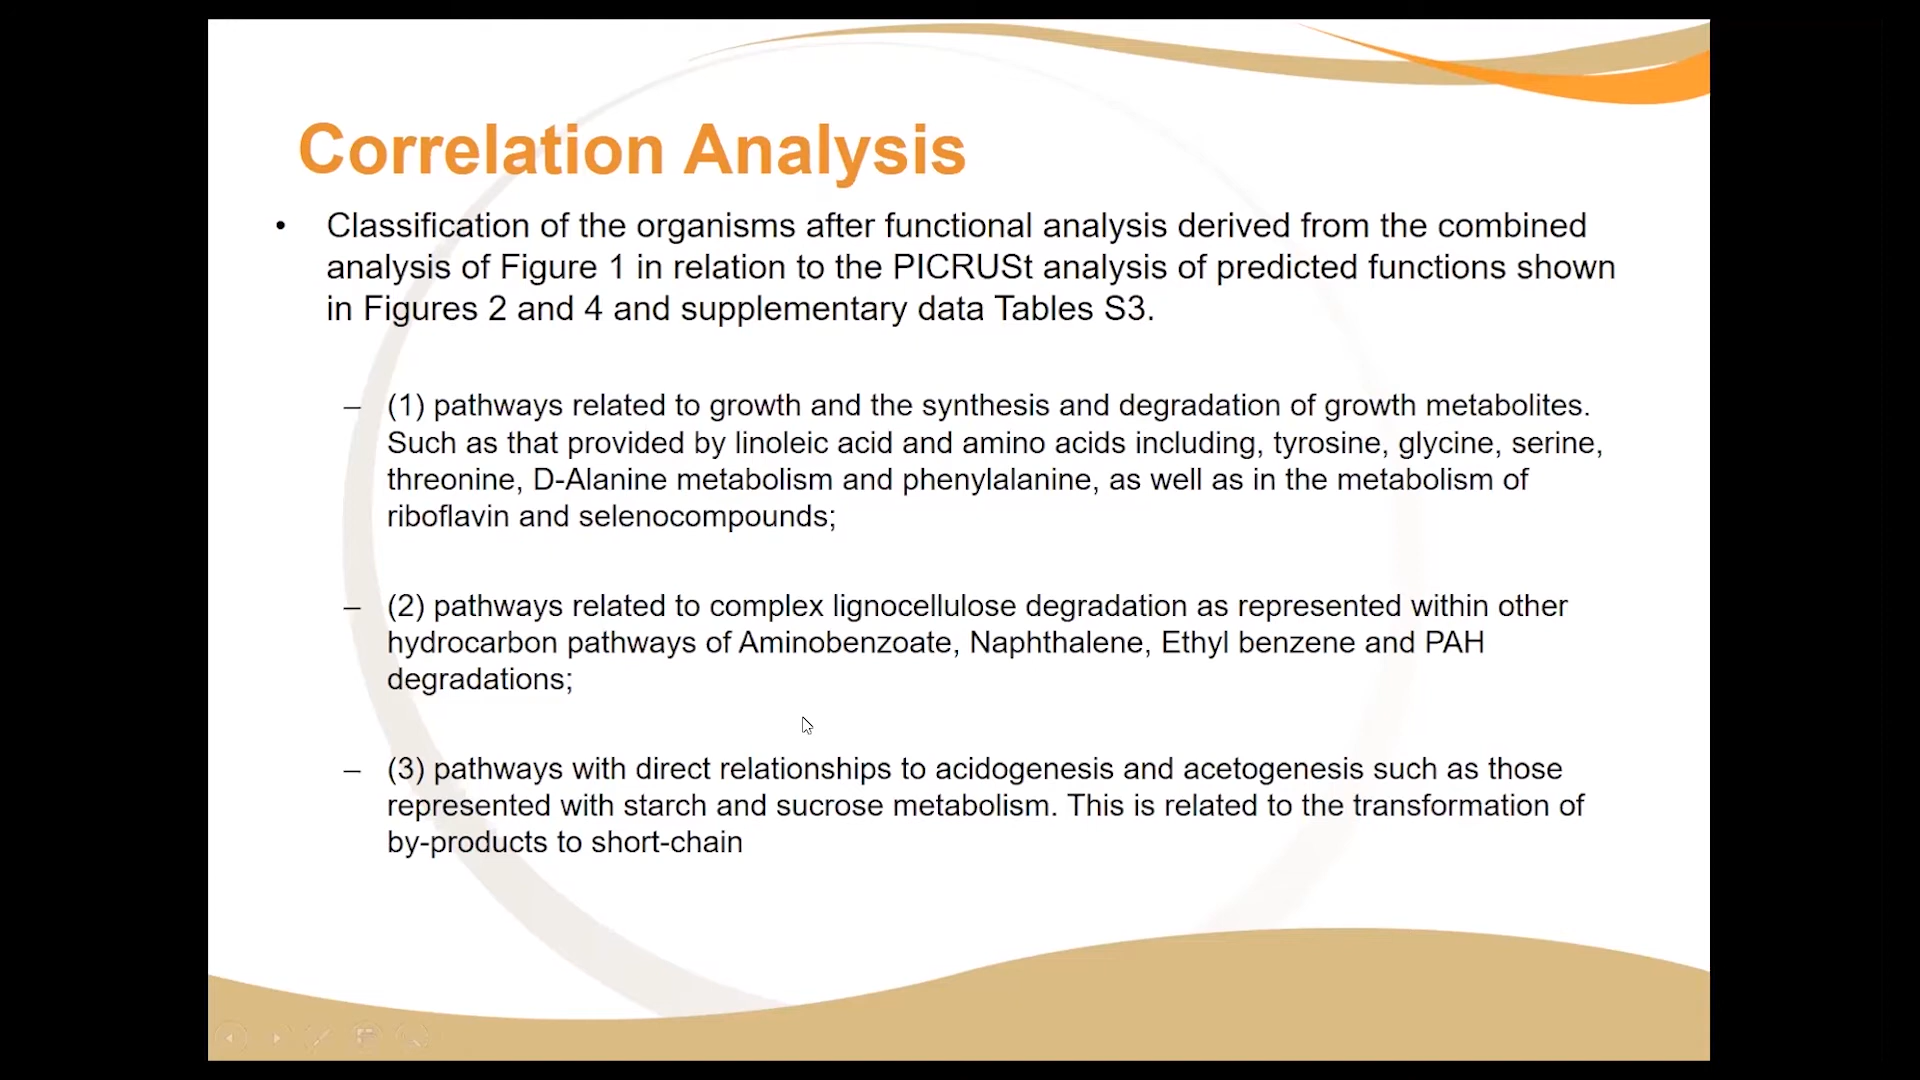 Correlation Analysis
• Classification of the organisms after functional analysis derived from the combined
analysis of Figure 1 in relation to the PICRUSt analysis of predicted functions shown
in Figures 2 and 4 and supplementary data Tables S3.
– (1) pathways related to growth and the synthesis and degradation of growth metabolites.
Such as that provided by linoleic acid and amino acids including, tyrosine, glycine, serine,
threonine, D-Alanine metabolism and phenylalanine, as well as in the metabolism of
riboflavin and selenocompounds;
– (2) pathways related to complex lignocellulose degradation as represented within other
hydrocarbon pathways of Aminobenzoate, Naphthalene, Ethyl benzene and PAH
degradations;
– (3) pathways with direct relationships to acidogenesis and acetogenesis such as those
represented with starch and sucrose metabolism. This is related to the transformation of
by-products to short-chain